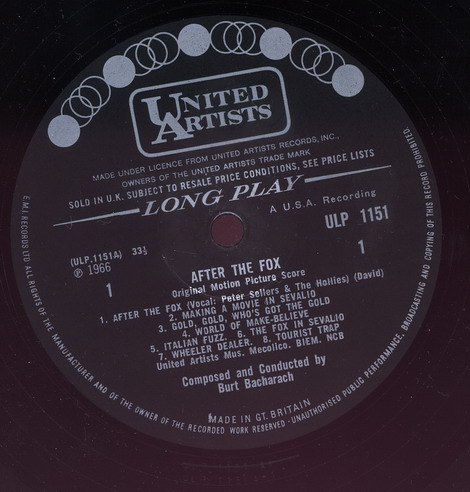 UNITED
ARTISTS
MADE UNDER LICENCE FROM UNITED ARTISTS RECORDS, INC.,
OWNERS OF THE UNITED ARTISTS TRADE MARK
SOLD IN U.K. SUBJECT TO RESALE PRICE CONDITIONS, SEE PRICE LISTS
LONG PLAY
A U.S.A. Recording
ULP 1151
(ULP.1151A) 33⅓
℗ 1966
1
1
AFTER THE FOX
Original Motion Picture Score
1. AFTER THE FOX (Vocal: Peter Sellers & The Hollies) (David)
2. MAKING A MOVIE IN SEVALIO
3. GOLD, GOLD, WHO'S GOT THE GOLD
4. WORLD OF MAKE-BELIEVE
5. ITALIAN FUZZ. 6. THE FOX IN SEVALIO
7. WHEELER DEALER. 8. TOURIST TRAP
United Artists Mus. Mecolico. BIEM. NCB
Composed and Conducted by
Burt Bacharach
MADE IN GT. BRITAIN
E.M.I. RECORDS LTD ALL RIGHTS OF THE MANUFACTURER AND OF THE OWNER OF THE RECORDED WORK RESERVED-UNAUTHORISED PUBLIC PERFORMANCE, BROADCASTING AND COPYING OF THIS RECORD PROHIBITED.